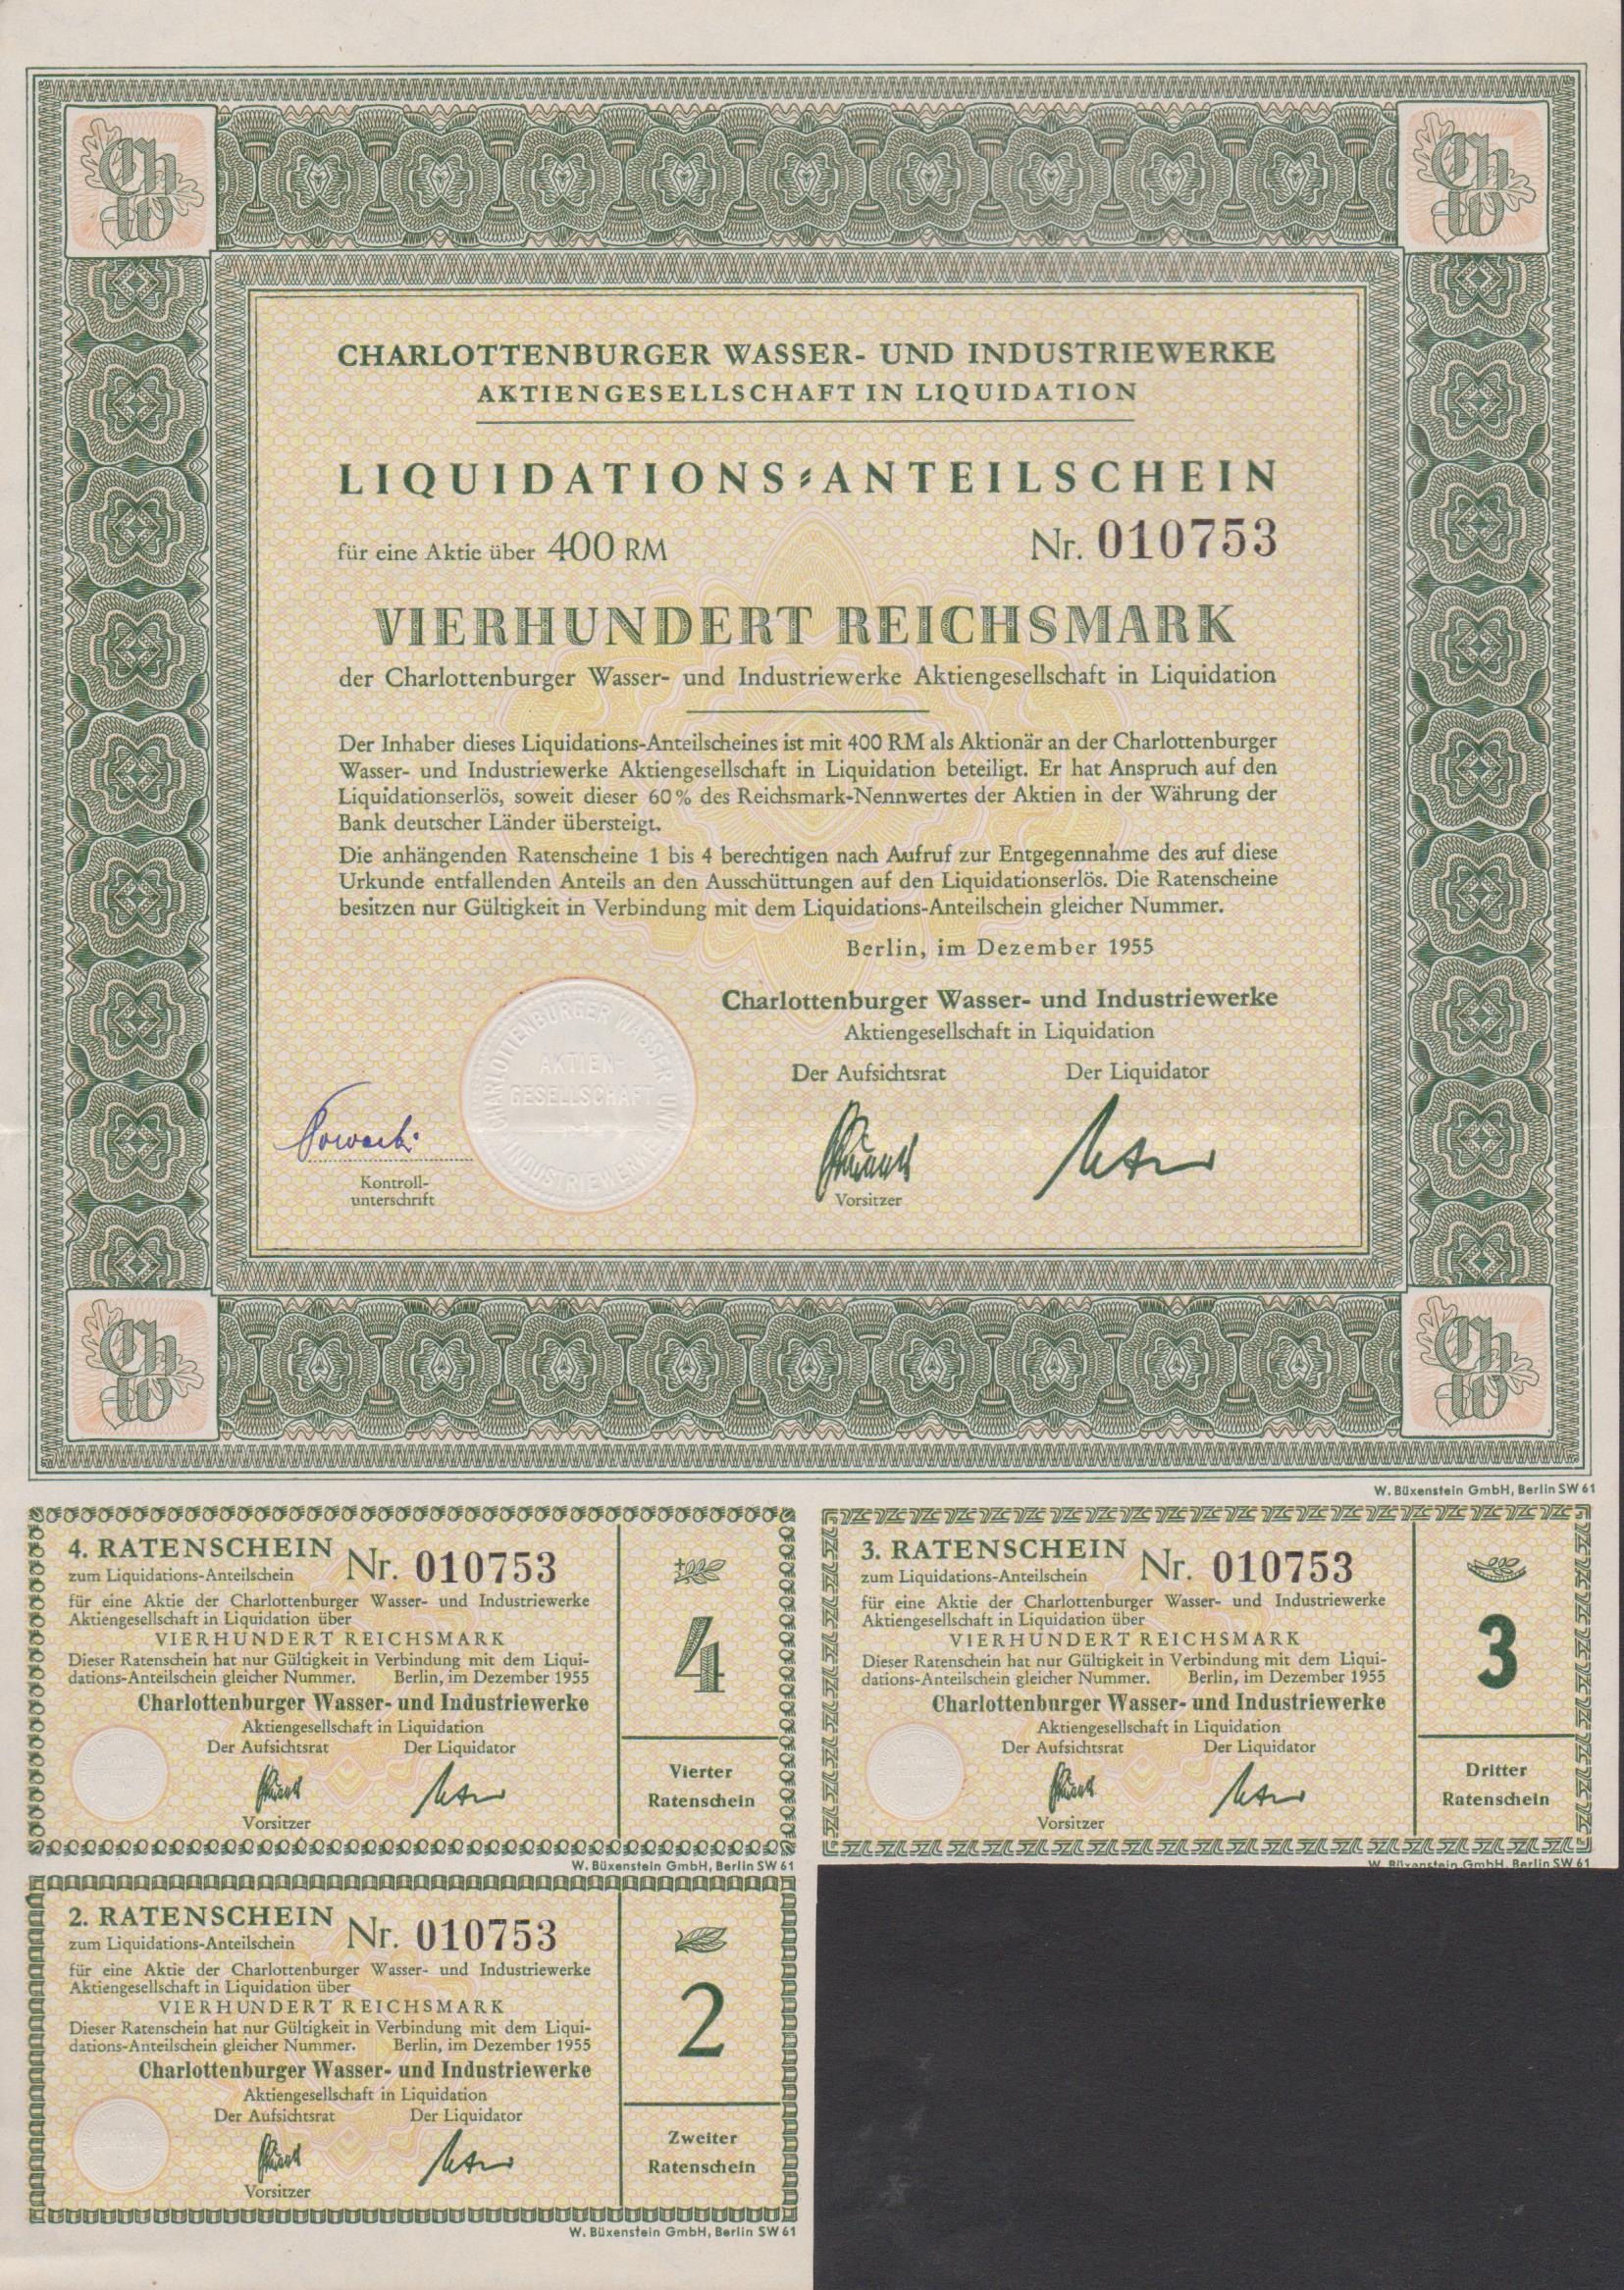 Ch
W
Ch
W
CHARLOTTENBURGER WASSER- UND INDUSTRIEWERKE
AKTIENGESELLSCHAFT IN LIQUIDATION
LIQUIDATIONS-ANTEILSCHEIN
für eine Aktie über 400 RM Nr. 010753
VIERHUNDERT REICHSMARK
der Charlottenburger Wasser- und Industriewerke Aktiengesellschaft in Liquidation
Der Inhaber dieses Liquidations-Anteilscheines ist mit 400 RM als Aktionär an der Charlottenburger
Wasser- und Industriewerke Aktiengesellschaft in Liquidation beteiligt. Er hat Anspruch auf den
Liquidationserlös, soweit dieser 60% des Reichsmark-Nennwertes der Aktien in der Währung der
Bank deutscher Länder übersteigt.
Die anhängenden Ratenscheine 1 bis 4 berechtigen nach Aufruf zur Entgegennahme des auf diese
Urkunde entfallenden Anteils an den Ausschüttungen auf den Liquidationserlös. Die Ratenscheine
besitzen nur Gültigkeit in Verbindung mit dem Liquidations-Anteilschein gleicher Nummer.
Berlin, im Dezember 1955
Charlottenburger Wasser- und Industriewerke
Aktiengesellschaft in Liquidation
Der Aufsichtsrat Der Liquidator
CHARLOTTENBURGER WASSER UND
INDUSTRIEWERKE
AKTIEN-
GESELLSCHAFT
Kontroll-
unterschrift
Vorsitzer
Ch
W
Ch
W
W. Büxenstein GmbH, Berlin SW 61
4. RATENSCHEIN Nr. 010753
zum Liquidations-Anteilschein
für eine Aktie der Charlottenburger Wasser- und Industriewerke
Aktiengesellschaft in Liquidation über
VIERHUNDERT REICHSMARK
Dieser Ratenschein hat nur Gültigkeit in Verbindung mit dem Liqui-
dations-Anteilschein gleicher Nummer. Berlin, im Dezember 1955
Charlottenburger Wasser- und Industriewerke
Aktiengesellschaft in Liquidation
Der Aufsichtsrat Der Liquidator
Vorsitzer
4
Vierter
Ratenschein
W. Büxenstein GmbH, Berlin SW 61
3. RATENSCHEIN Nr. 010753
zum Liquidations-Anteilschein
für eine Aktie der Charlottenburger Wasser- und Industriewerke
Aktiengesellschaft in Liquidation über
VIERHUNDERT REICHSMARK
Dieser Ratenschein hat nur Gültigkeit in Verbindung mit dem Liqui-
dations-Anteilschein gleicher Nummer. Berlin, im Dezember 1955
Charlottenburger Wasser- und Industriewerke
Aktiengesellschaft in Liquidation
Der Aufsichtsrat Der Liquidator
Vorsitzer
3
Dritter
Ratenschein
W. Büxenstein GmbH, Berlin SW 61
2. RATENSCHEIN Nr. 010753
zum Liquidations-Anteilschein
für eine Aktie der Charlottenburger Wasser- und Industriewerke
Aktiengesellschaft in Liquidation über
VIERHUNDERT REICHSMARK
Dieser Ratenschein hat nur Gültigkeit in Verbindung mit dem Liqui-
dations-Anteilschein gleicher Nummer. Berlin, im Dezember 1955
Charlottenburger Wasser- und Industriewerke
Aktiengesellschaft in Liquidation
Der Aufsichtsrat Der Liquidator
Vorsitzer
2
Zweiter
Ratenschein
W. Büxenstein GmbH, Berlin SW 61